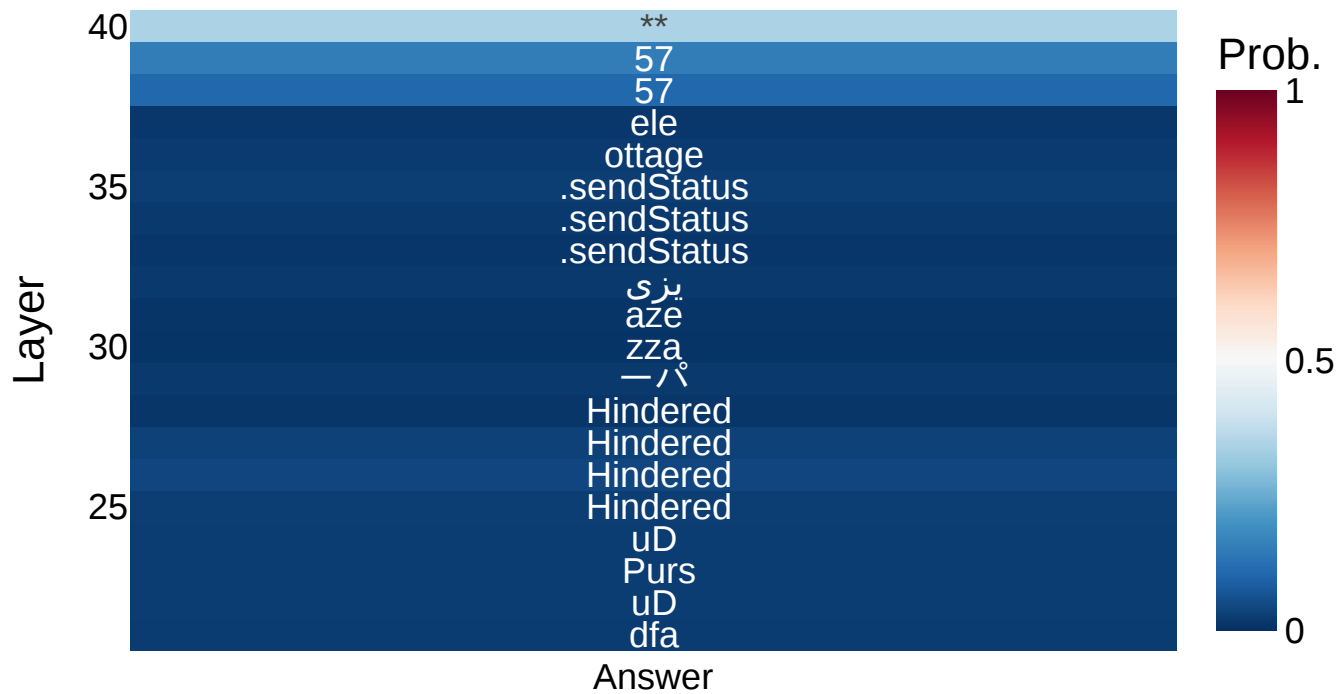 40
**
57
57
ele
ottage
35
.sendStatus
.sendStatus
.sendStatus
یزی
aze
30
zza
ーパ
Hindered
Hindered
Hindered
25
Hindered
uD
Purs
uD
dfa
Answer
Layer
Prob.
1
0.5
0